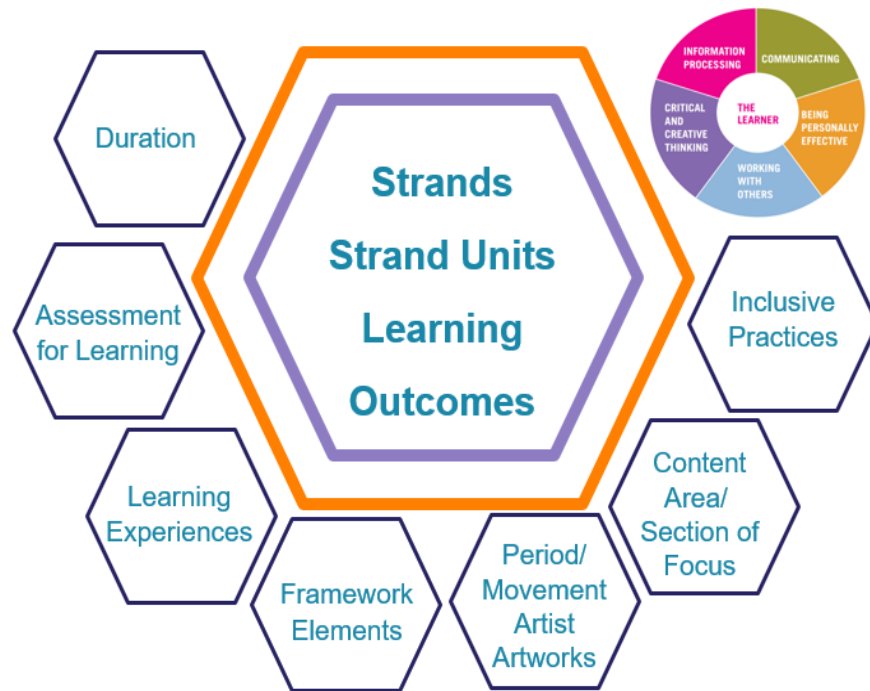 INFORMATION
PROCESSING
COMMUNICATING
CRITICAL
AND
CREATIVE
THINKING
THE
LEARNER
BEING
PERSONALLY
EFFECTIVE
WORKING
WITH
OTHERS
Duration
Strands
Strand Units
Learning
Outcomes
Assessment
for Learning
Inclusive
Practices
Learning
Experiences
Content
Area/
Section of
Focus
Framework
Elements
Period/
Movement
Artist
Artworks